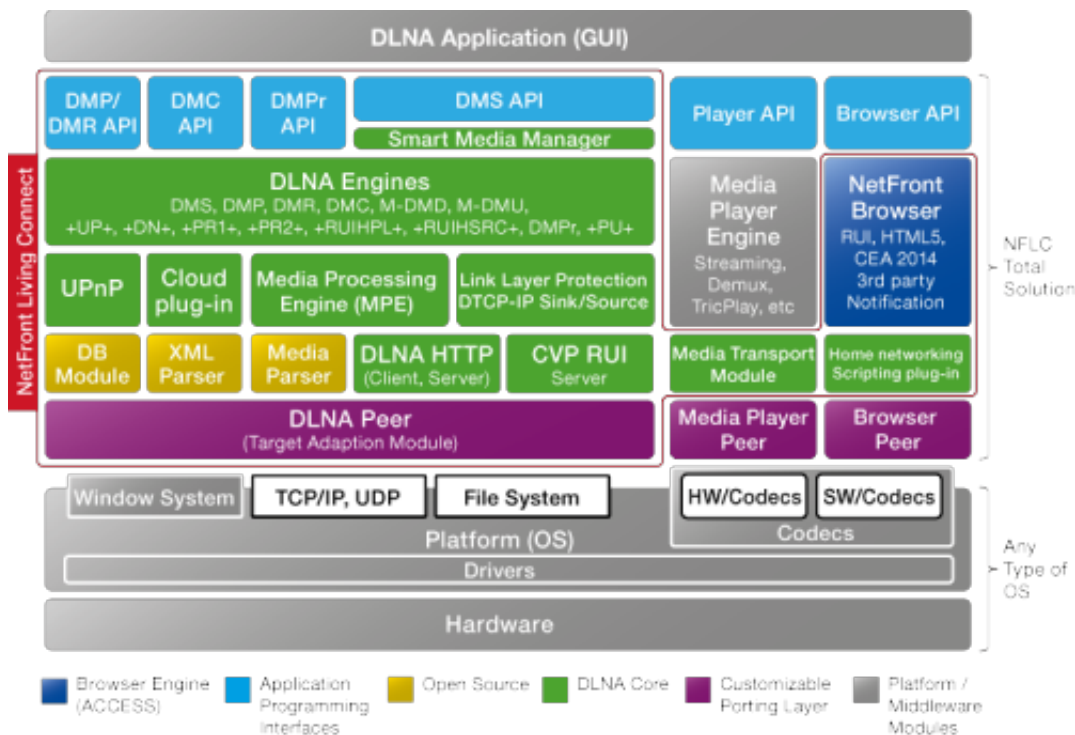 DLNA Application (GUI)
DMP/
DMR API
DMC
API
DMPr
API
DMS API
Smart Media Manager
Player API
Browser API
NetFront Living Connect
DLNA Engines
DMS, DMP, DMR, DMC, M-DMD, M-DMU,
+UP+, +DN+, +PR1+, +PR2+, +RUIHPL+, +RUIHSRC+, DMPr, +PU+
Media
Player
Engine
Streaming,
Demux,
TricPlay, etc
NetFront
Browser
RUI, HTML5,
CEA 2014
3rd party
Notification
NFLC
Total
Solution
UPnP
Cloud
plug-in
Media Processing
Engine (MPE)
Link Layer Protection
DTCP-IP Sink/Source
DB
Module
XML
Parser
Media
Parser
DLNA HTTP
(Client, Server)
CVP RUI
Server
Media Transport
Module
Home networking
Scripting plug-in
DLNA Peer
(Target Adaption Module)
Media Player
Peer
Browser
Peer
Window System
TCP/IP, UDP
File System
HW/Codecs
SW/Codecs
Codecs
Platform (OS)
Drivers
Any
Type of
OS
Hardware
Browser Engine
(ACCESS)
Application
Programming
Interfaces
Open Source
DLNA Core
Customizable
Porting Layer
Platform /
Middleware
Modules